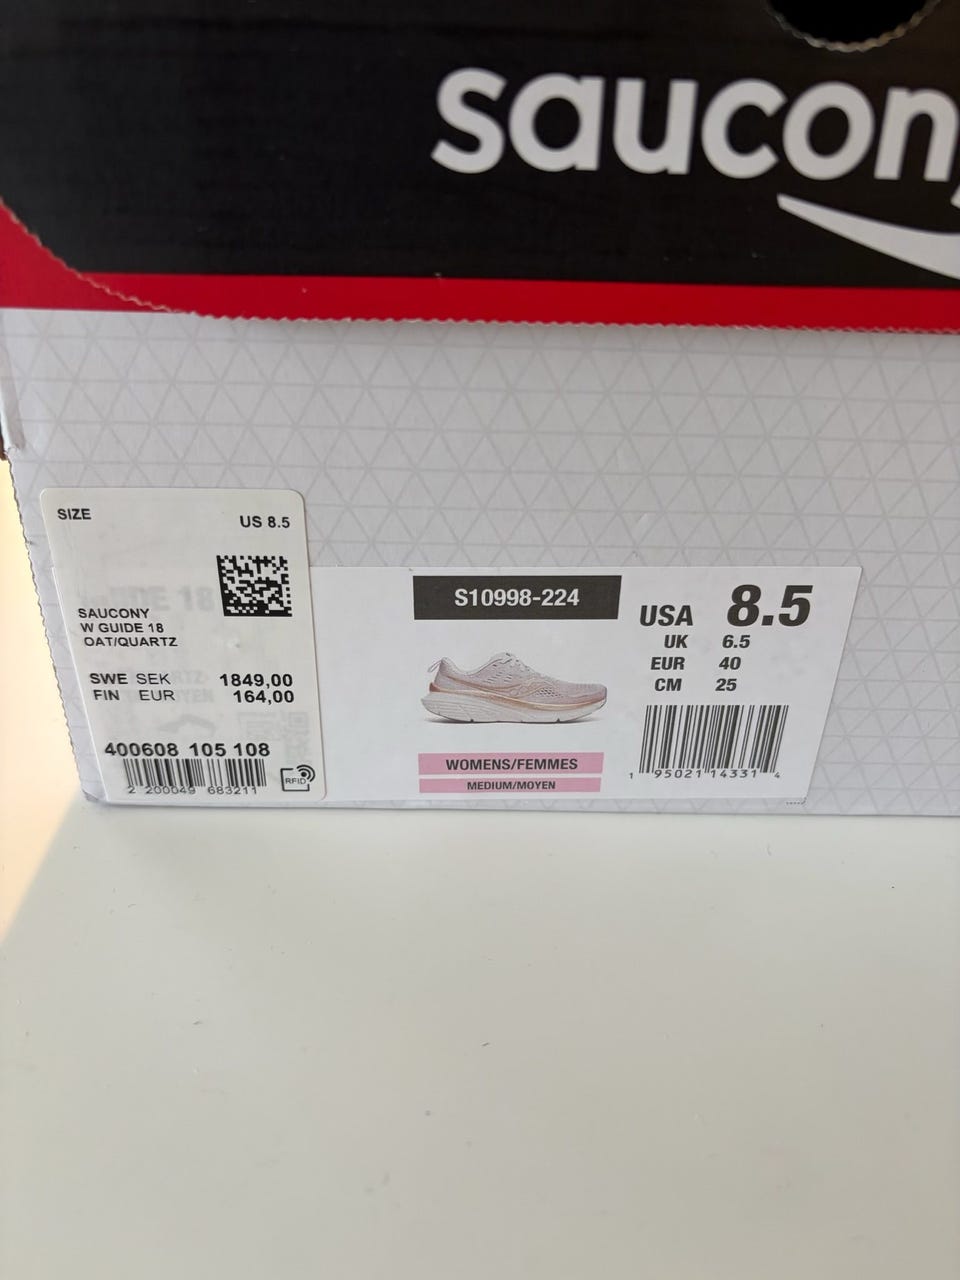 saucony
SIZE
US 8.5
SAUCONY
W GUIDE 18
OAT/QUARTZ
SWE SEK 1849,00
FIN EUR 164,00
400608 105 108
2 200049 683211
RFID
S10998-224
WOMENS/FEMMES
MEDIUM/MOYEN
USA 8.5
UK 6.5
EUR 40
CM 25
1 95021 14331 4